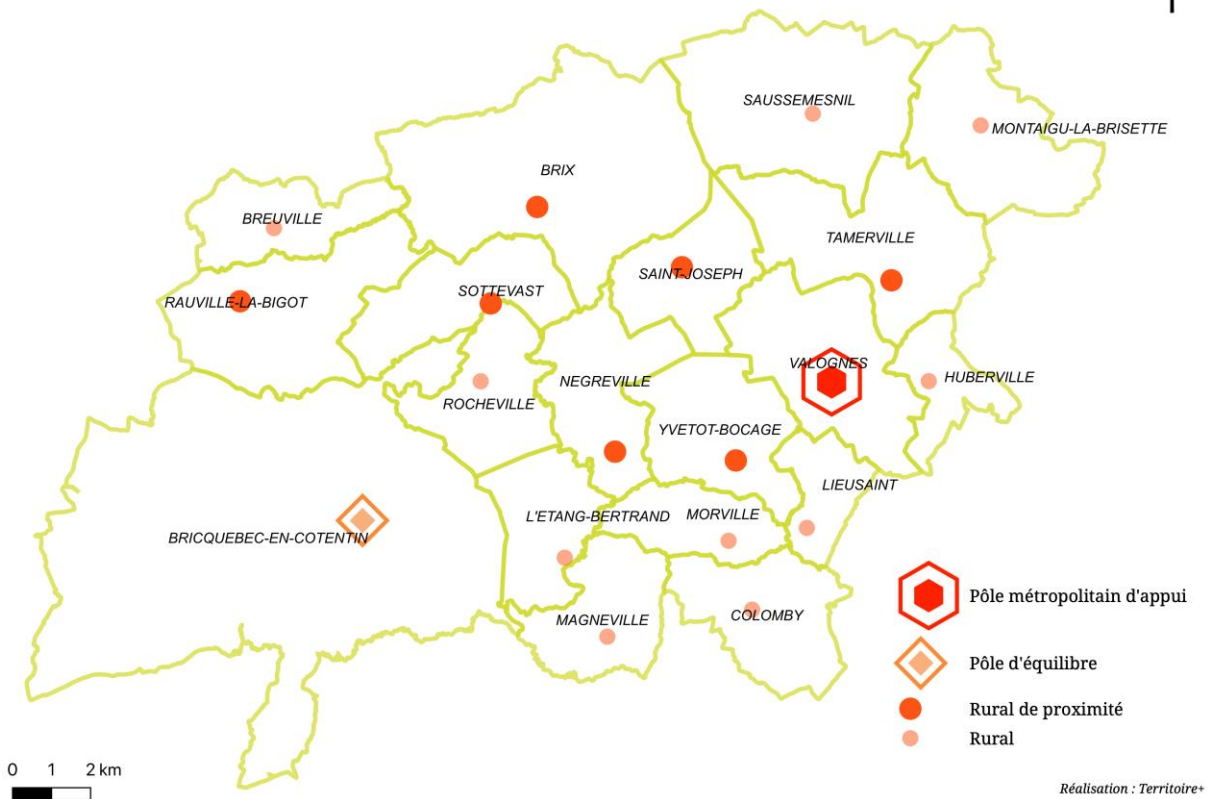 SAUSSEMESNIL
MONTAIGU-LA-BRISETTE
BRIX
BREUVILLE
TAMERVILLE
SAINT-JOSEPH
SOTTEVAST
RAUVILLE-LA-BIGOT
VALOGNES
HUBERVILLE
NEGREVILLE
ROCHEVILLE
YVETOT-BOCAGE
LIEUSAINT
L'ETANG-BERTRAND
MORVILLE
BRICQUEBEC-EN-COTENTIN
MAGNEVILLE
COLOMBY
Pôle métropolitain d'appui
Pôle d'équilibre
Rural de proximité
Rural
0 1 2 km
Réalisation : Territoire+